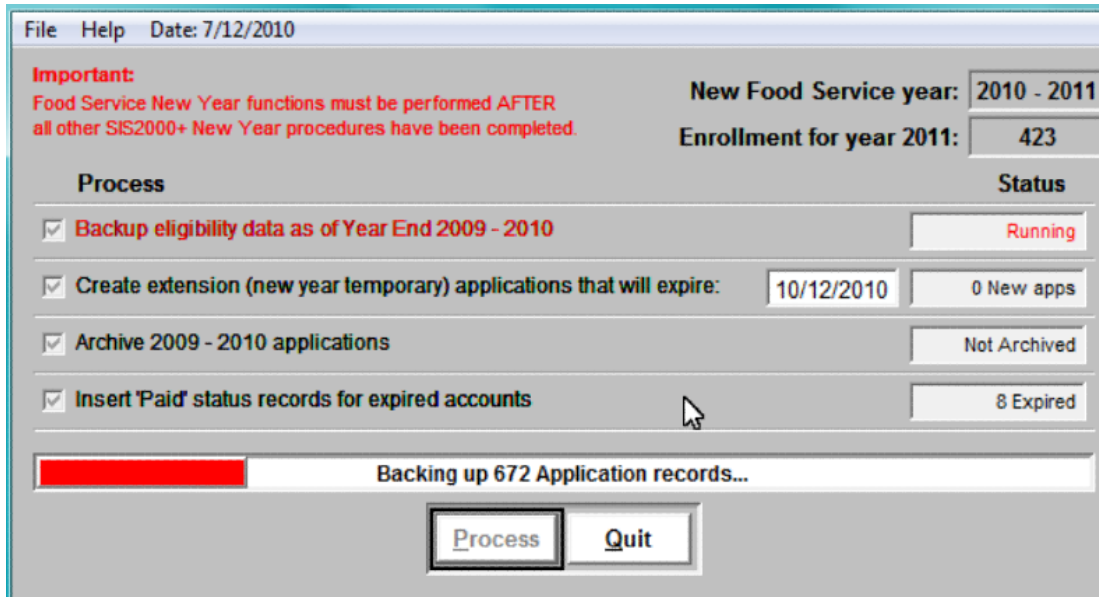 File Help Date: 7/12/2010
Important:
Food Service New Year functions must be performed AFTER
all other SIS2000+ New Year procedures have been completed.
New Food Service year: 2010 - 2011
Enrollment for year 2011: 423
Process Status
Backup eligibility data as of Year End 2009 - 2010 Running
Create extension (new year temporary) applications that will expire: 10/12/2010 0 New apps
Archive 2009 - 2010 applications Not Archived
Insert 'Paid' status records for expired accounts 8 Expired
Backing up 672 Application records...
Process Quit